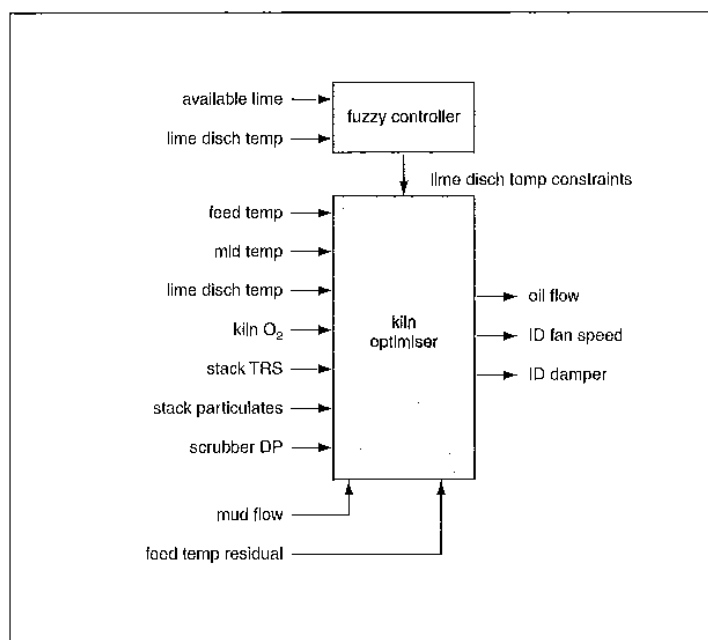 available lime
fuzzy controller
lime disch temp
lime disch temp constraints
feed temp
mid temp
lime disch temp
oil flow
kiln O₂
kiln
optimiser
ID fan speed
stack TRS
ID damper
stack particulates
scrubber DP
mud flow
feed temp residual